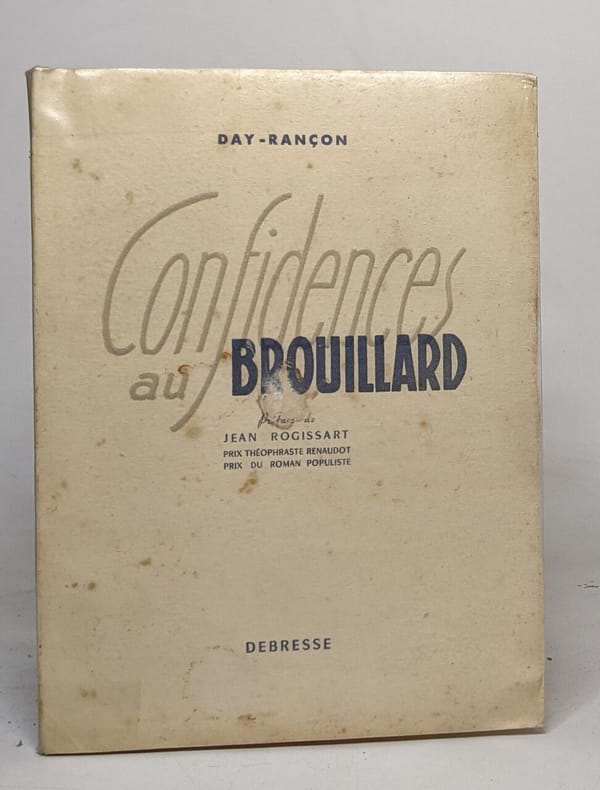 DAY-RANÇON
Confidences
au BROUILLARD
Préface de
JEAN ROGISSART
PRIX THÉOPHRASTE RENAUDOT
PRIX DU ROMAN POPULISTE
DEBRESSE